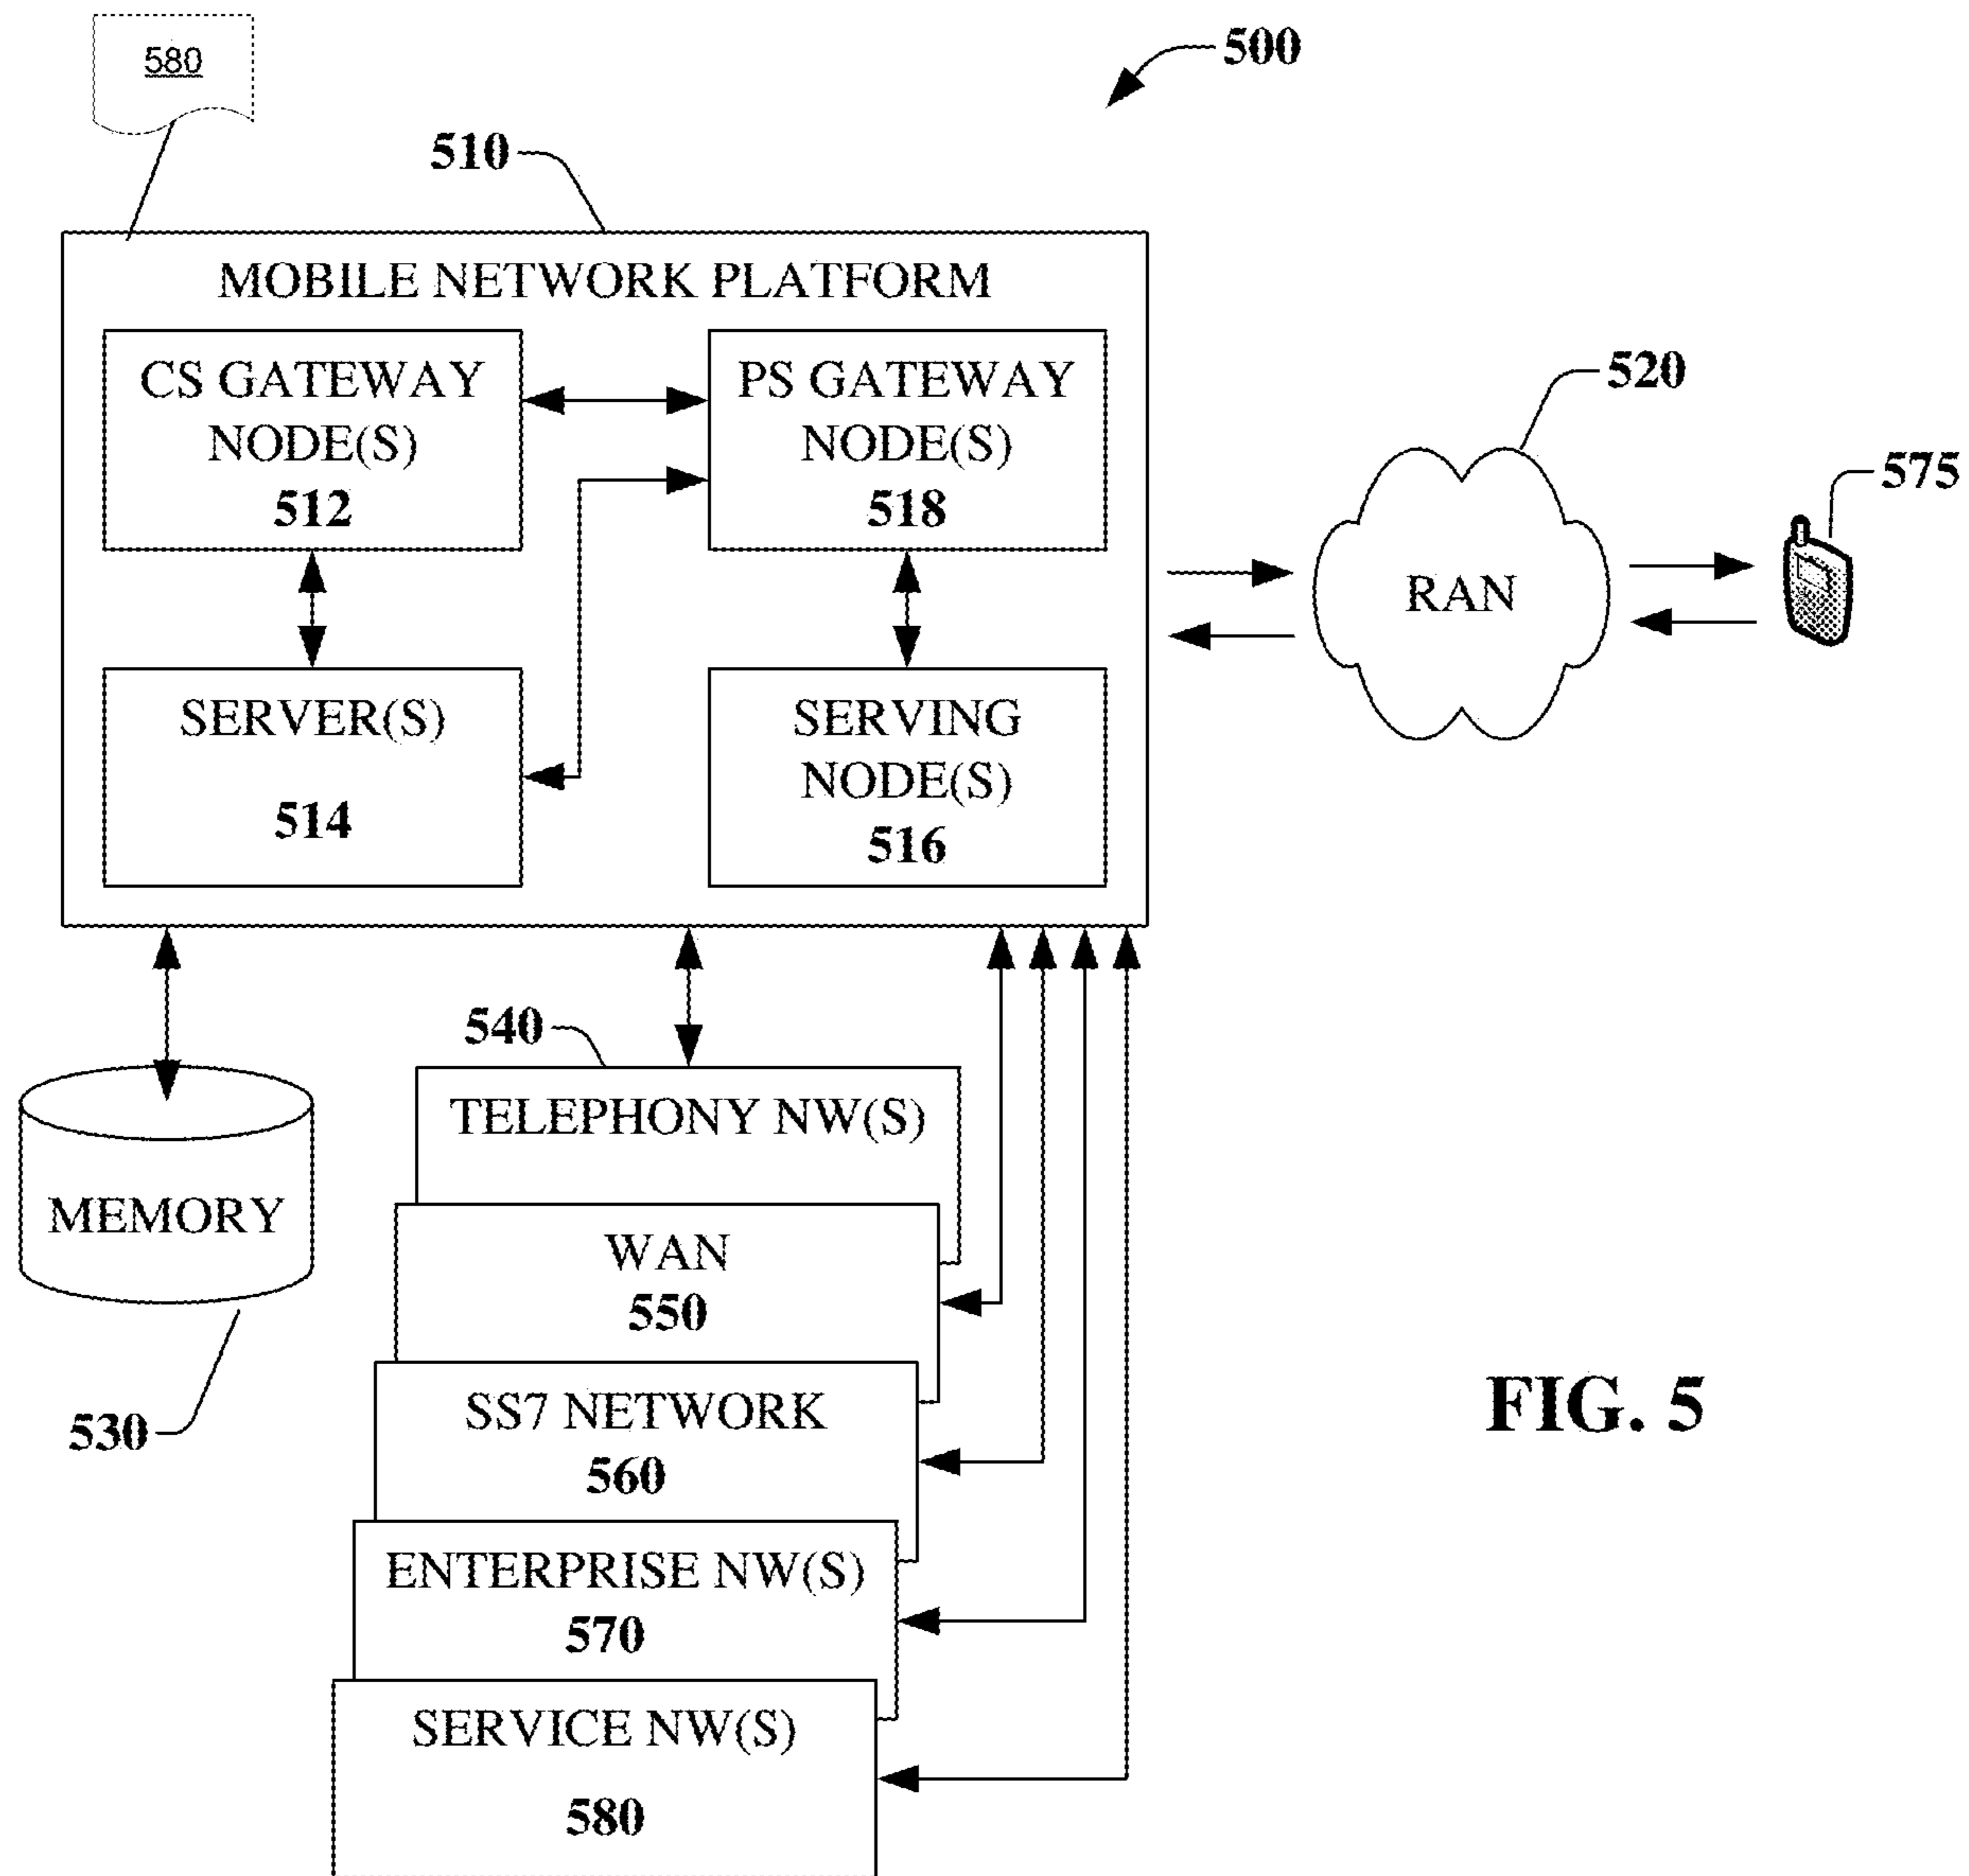 580
500
510
MOBILE NETWORK PLATFORM
CS GATEWAY
NODE(S)
512
PS GATEWAY
NODE(S)
518
SERVER(S)
514
SERVING
NODE(S)
516
520
RAN
575
540
TELEPHONY NW(S)
MEMORY
530
WAN
550
SS7 NETWORK
560
ENTERPRISE NW(S)
570
SERVICE NW(S)
580
FIG. 5